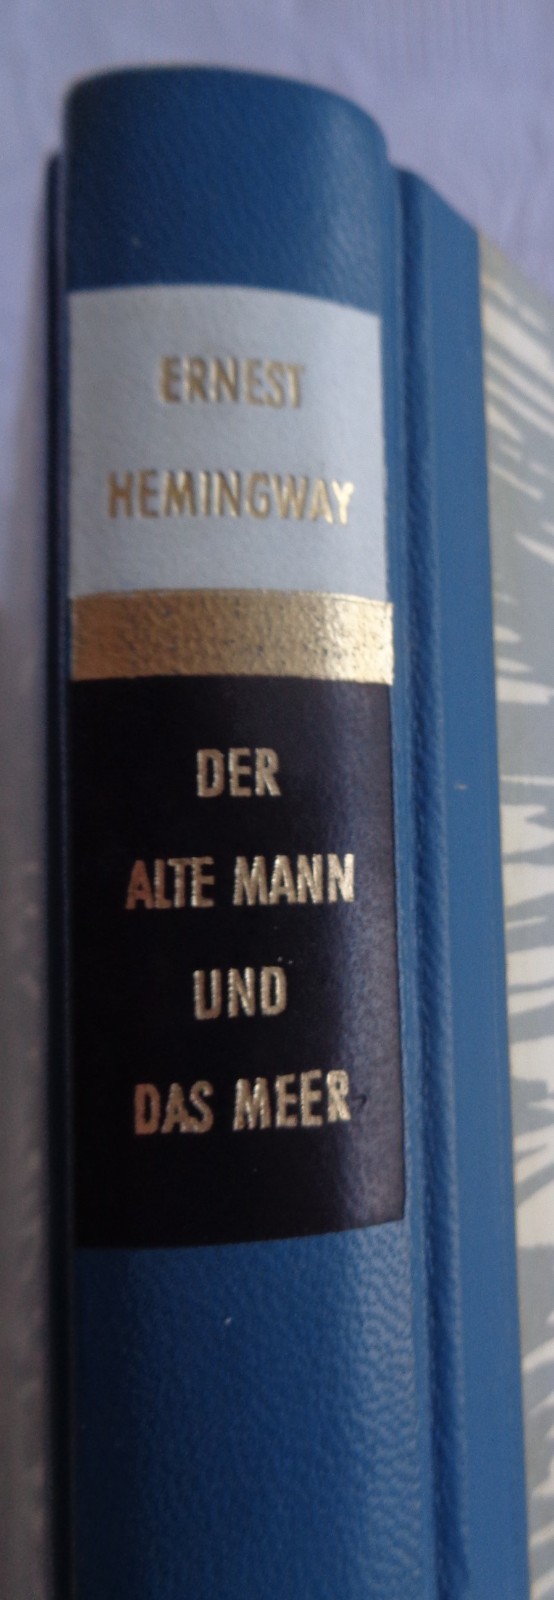 ERNEST
HEMINGWAY
DER
ALTE MANN
UND
DAS MEER